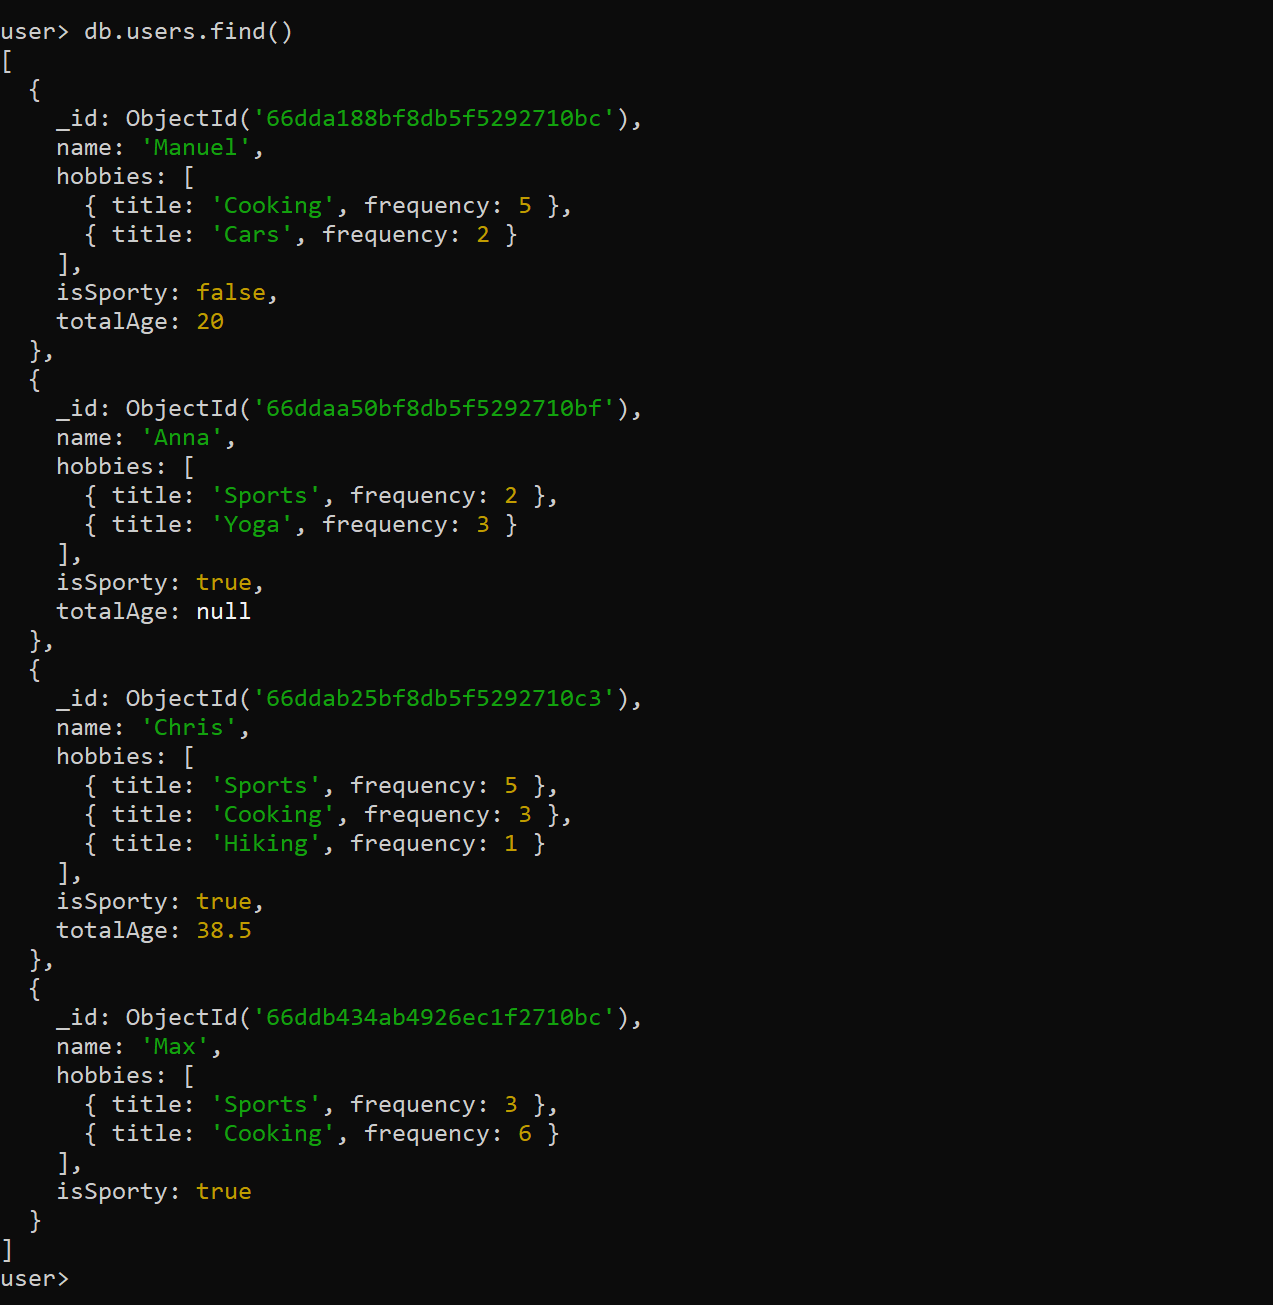 user> db.users.find()
[
  {
    _id: ObjectId('66dda188bf8db5f5292710bc'),
    name: 'Manuel',
    hobbies: [
      { title: 'Cooking', frequency: 5 },
      { title: 'Cars', frequency: 2 }
    ],
    isSporty: false,
    totalAge: 20
  },
  {
    _id: ObjectId('66ddaa50bf8db5f5292710bf'),
    name: 'Anna',
    hobbies: [
      { title: 'Sports', frequency: 2 },
      { title: 'Yoga', frequency: 3 }
    ],
    isSporty: true,
    totalAge: null
  },
  {
    _id: ObjectId('66ddab25bf8db5f5292710c3'),
    name: 'Chris',
    hobbies: [
      { title: 'Sports', frequency: 5 },
      { title: 'Cooking', frequency: 3 },
      { title: 'Hiking', frequency: 1 }
    ],
    isSporty: true,
    totalAge: 38.5
  },
  {
    _id: ObjectId('66ddb434ab4926ec1f2710bc'),
    name: 'Max',
    hobbies: [
      { title: 'Sports', frequency: 3 },
      { title: 'Cooking', frequency: 6 }
    ],
    isSporty: true
  }
]
user>